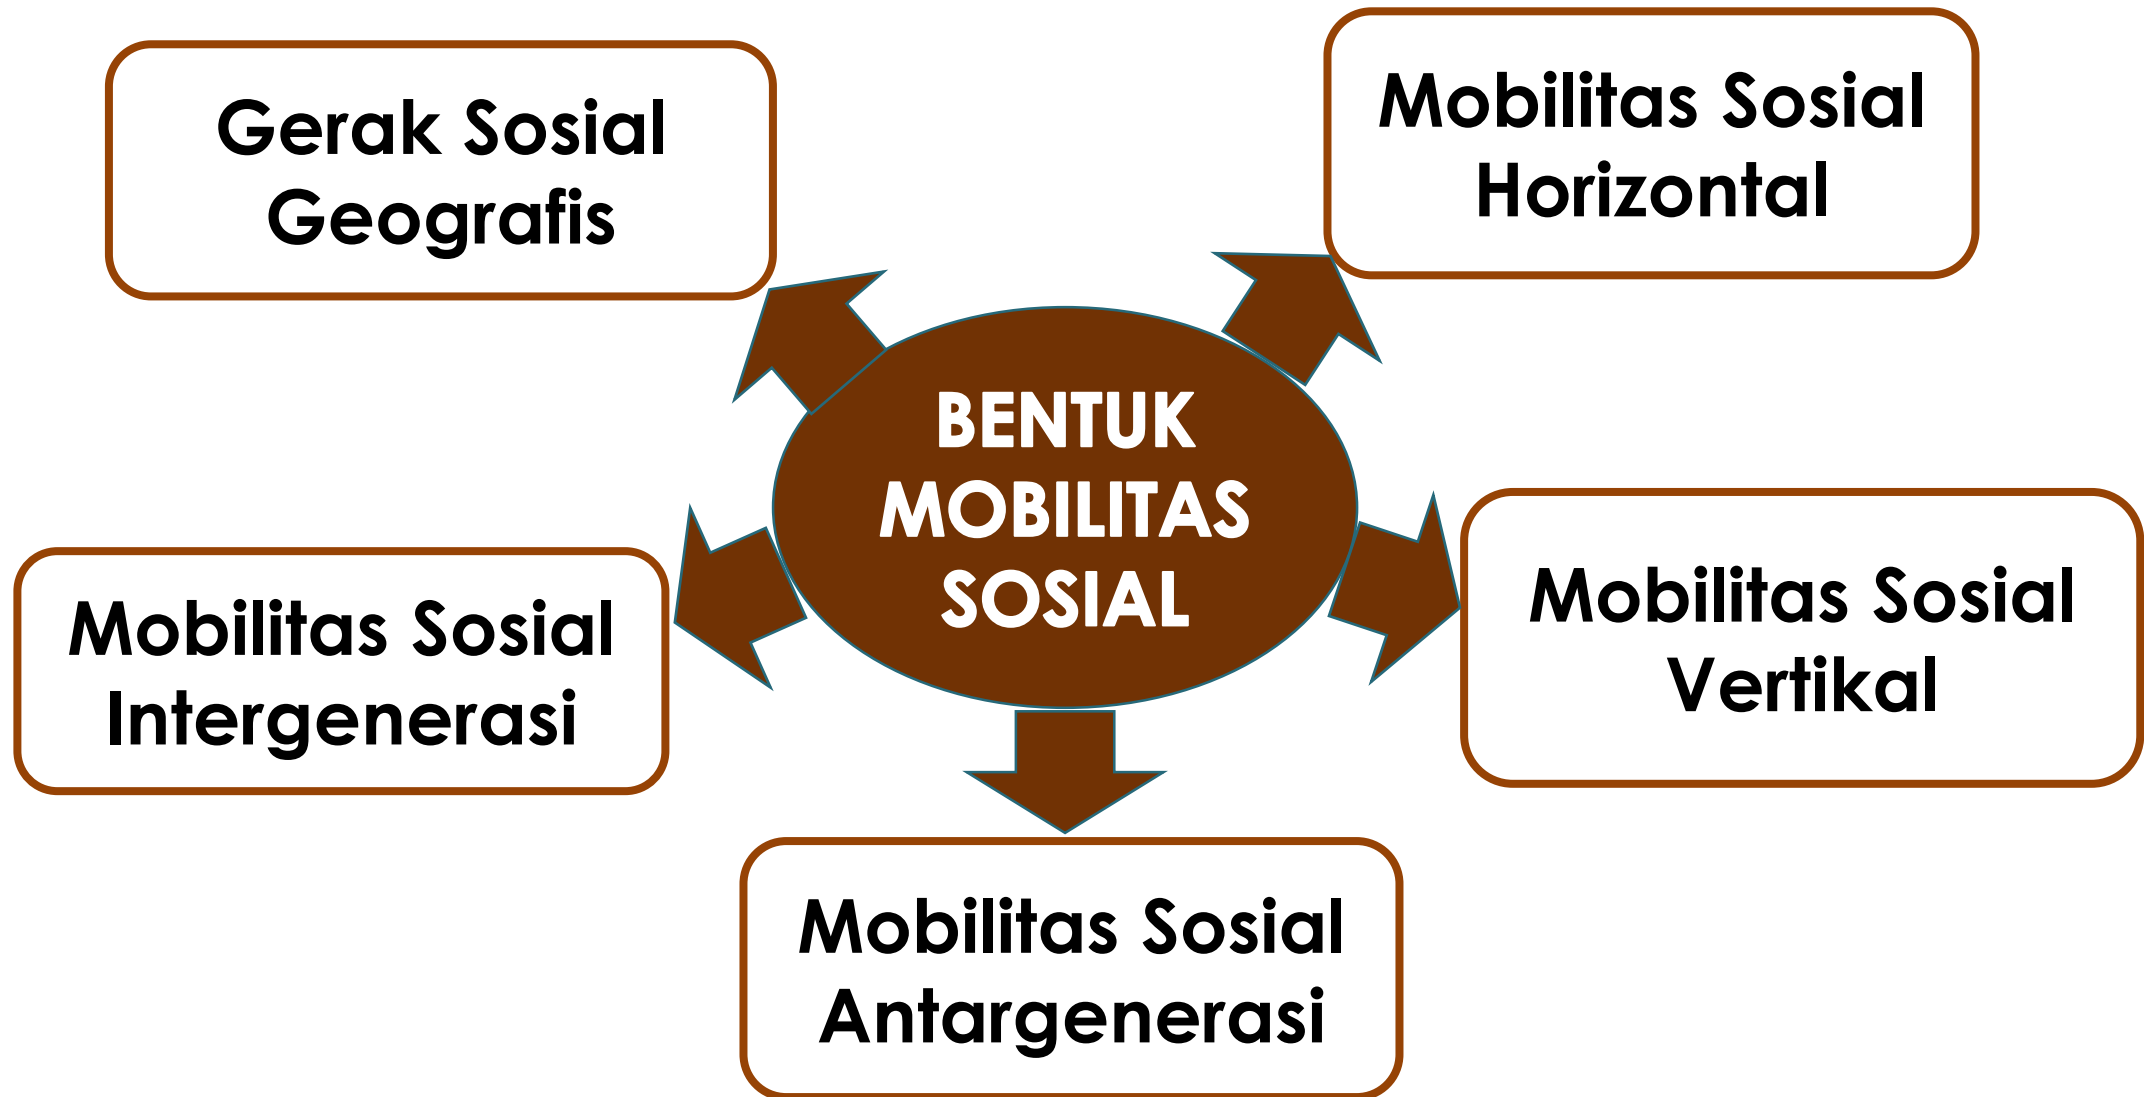 Gerak Sosial
Geografis
Mobilitas Sosial
Horizontal
BENTUK
MOBILITAS
SOSIAL
Mobilitas Sosial
Intergenerasi
Mobilitas Sosial
Vertikal
Mobilitas Sosial
Antargenerasi